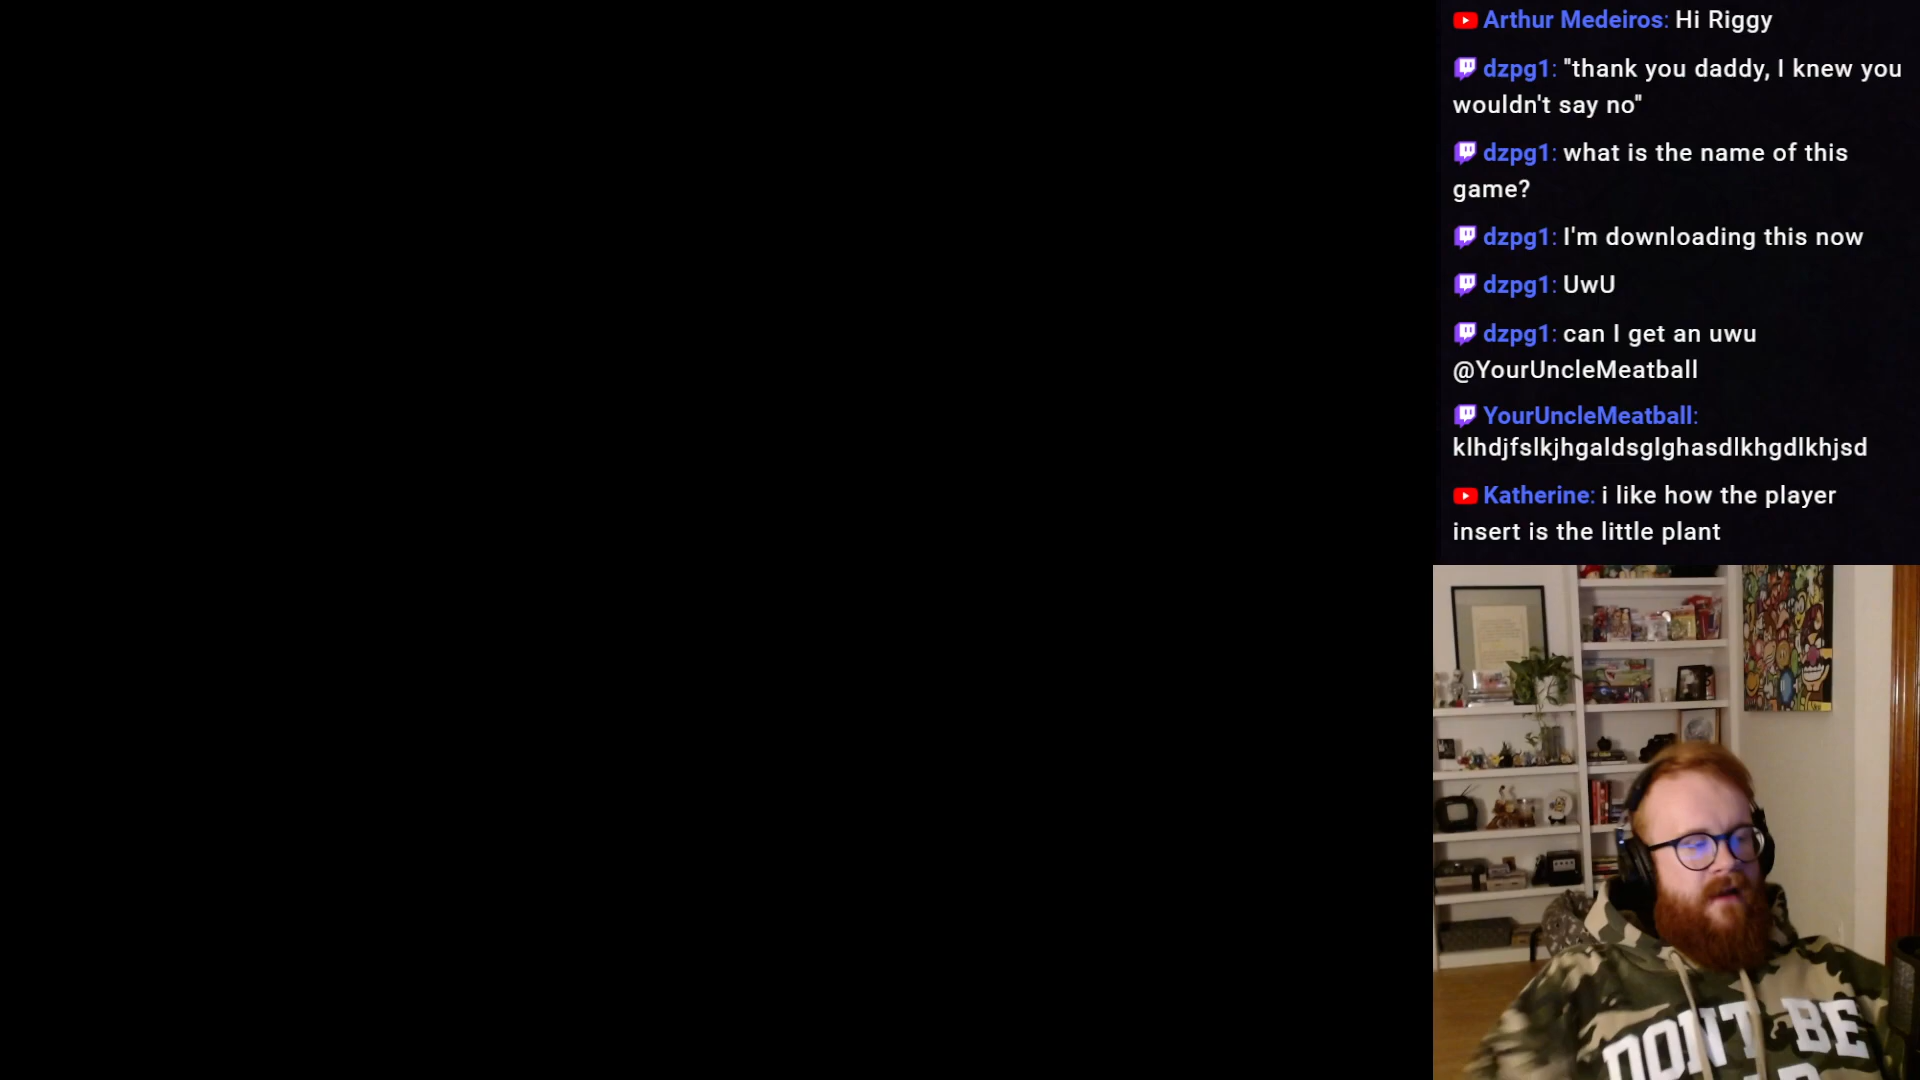 Arthur Medeiros: Hi Riggy
dzpg1: "thank you daddy, I knew you
wouldn't say no"
dzpg1: what is the name of this
game?
dzpg1: I'm downloading this now
dzpg1: UwU
dzpg1: can I get an uwu
@YourUncleMeatball
YourUncleMeatball:
klhdjfslkjhgaldsglghasdlkhgdlkhjsd
Katherine: i like how the player
insert is the little plant
DON'T BE